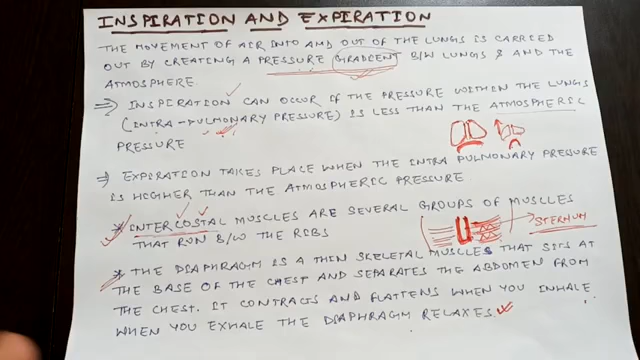 INSPIRATION AND EXPIRATION
THE MOVEMENT OF AIR INTO AND OUT OF THE LUNGS IS CARRIED
OUT BY CREATING A PRESSURE GRADIENT B/W LUNGS & AND THE
ATMOSPHERE.
⇒ INSPIRATION CAN OCCUR IF THE PRESSURE WITHIN THE LUNGS
(INTRA-PULMONARY PRESSURE) IS LESS THAN THE ATMOSPHERIC
PRESSURE
⇒ EXPIRATION TAKES PLACE WHEN THE INTRA PULMONARY PRESSURE
IS HIGHER THAN THE ATMOSPHERIC PRESSURE.
* INTER COSTAL MUSCLES ARE SEVERAL GROUPS OF MUSCLES
THAT RUN B/W THE RIBS
STERNUM
* THE DIAPHRAGM IS A THIN SKELETAL MUSCLES THAT SITS AT
THE BASE OF THE CHEST AND SEPARATES THE ABDOMEN FROM
THE CHEST. IT CONTRACTS AND FLATTENS WHEN YOU INHALE
WHEN YOU EXHALE THE DIAPHRAGM RELAXES.